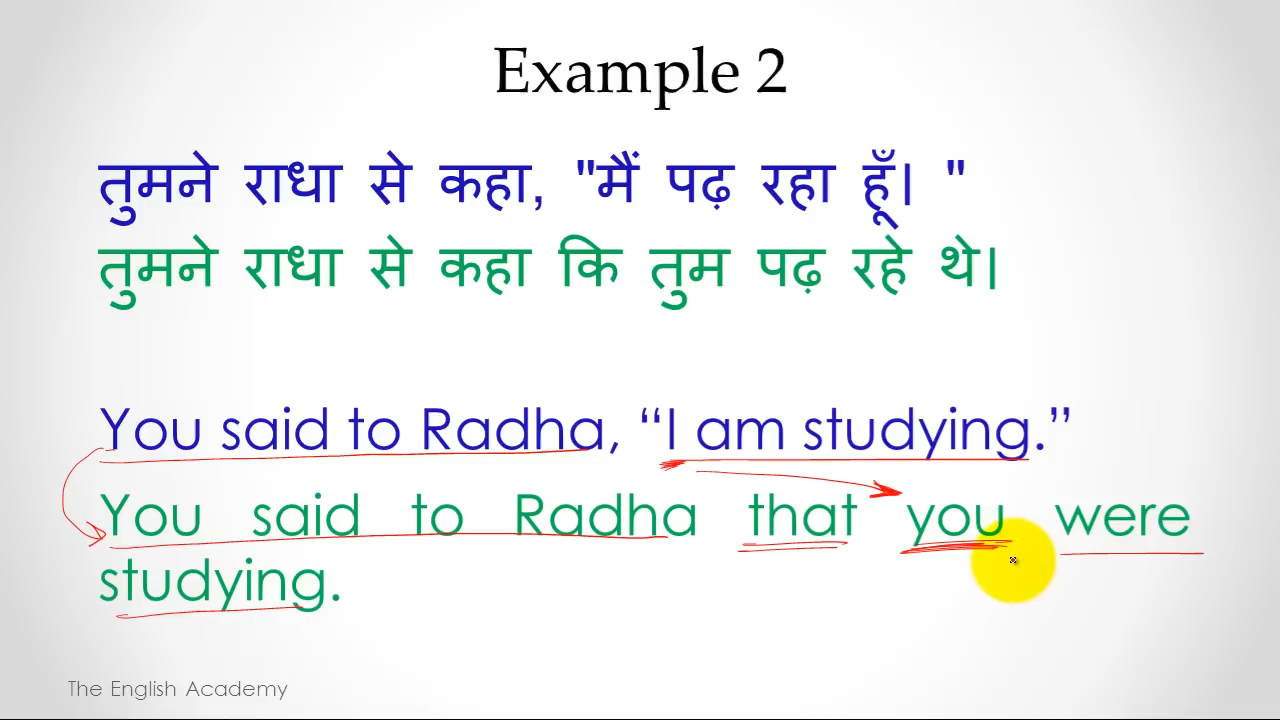 Example 2
तुमने राधा से कहा, "मैं पढ़ रहा हूँ। "
तुमने राधा से कहा कि तुम पढ़ रहे थे।
You said to Radha, “I am studying.”
You said to Radha that you were
studying.
The English Academy